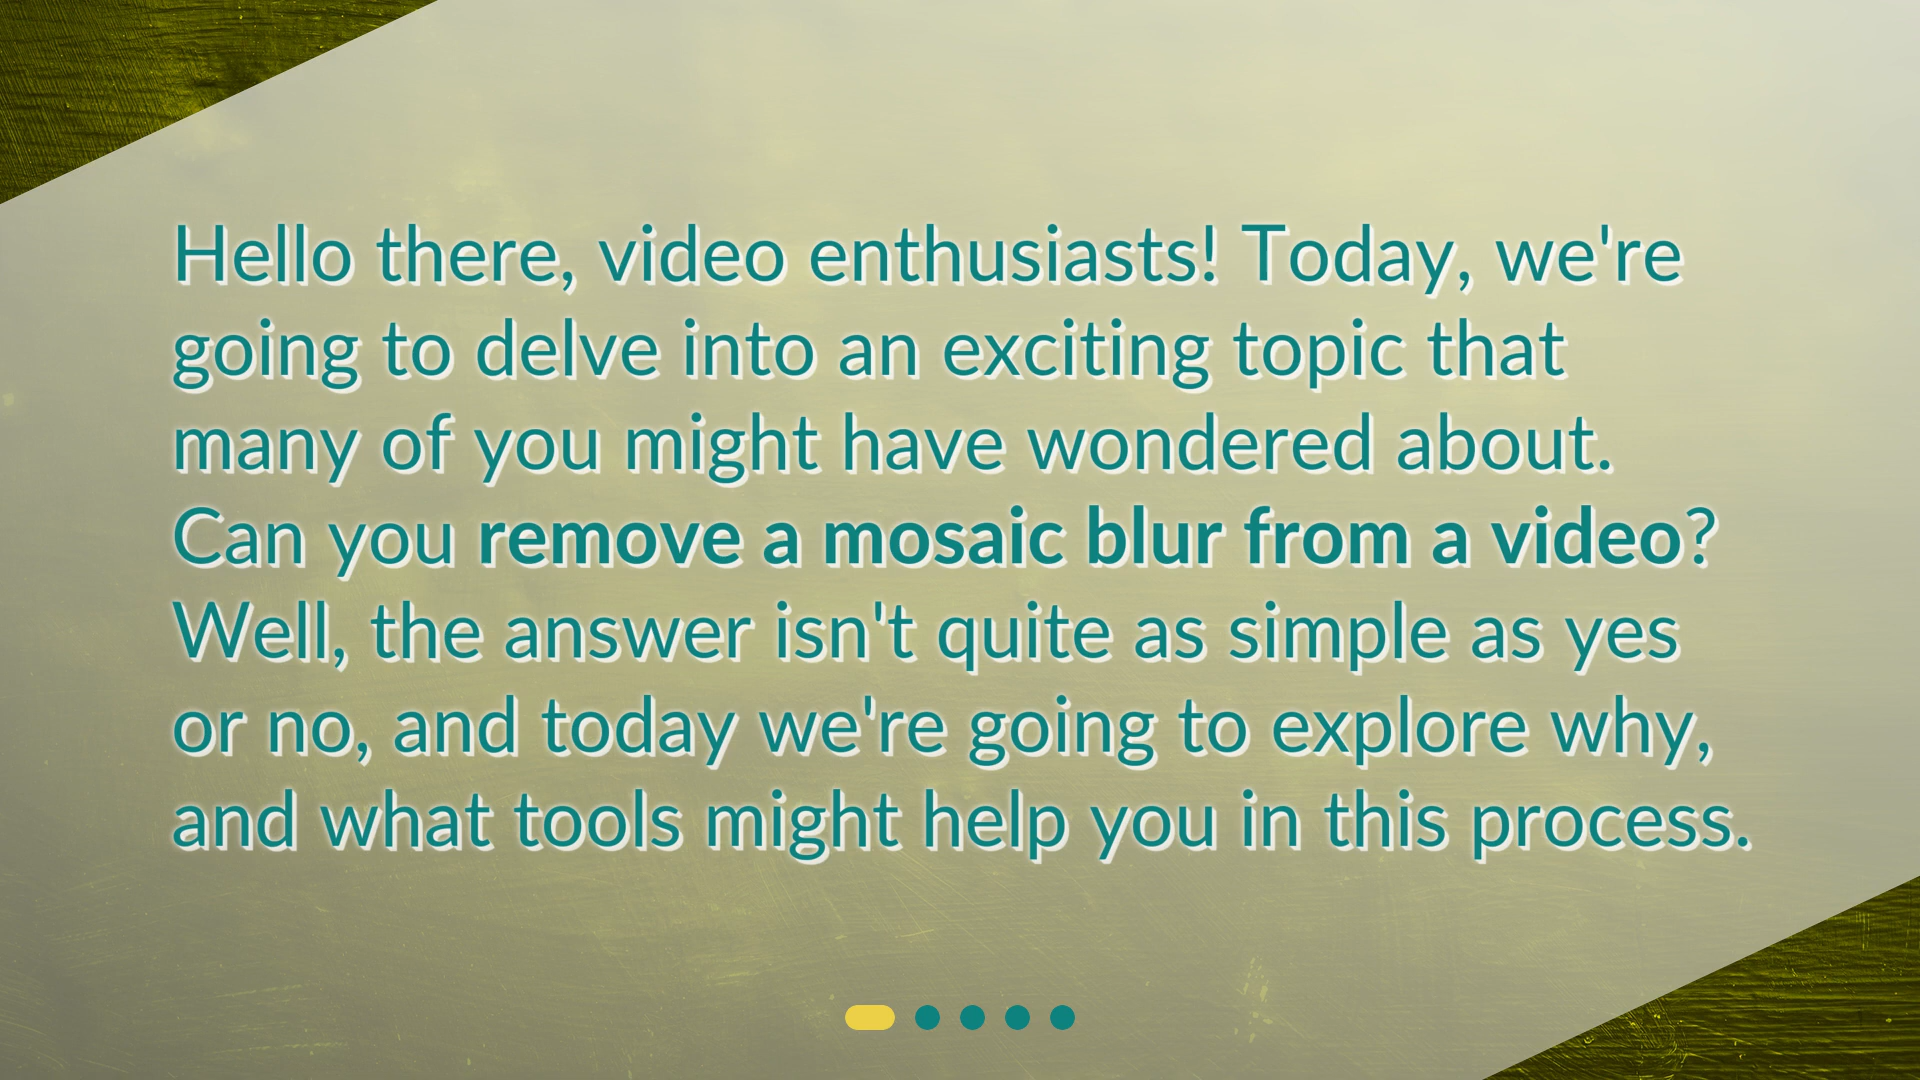 Hello there, video enthusiasts! Today, we're
going to delve into an exciting topic that
many of you might have wondered about.
Can you remove a mosaic blur from a video?
Well, the answer isn't quite as simple as yes
or no, and today we're going to explore why,
and what tools might help you in this process.